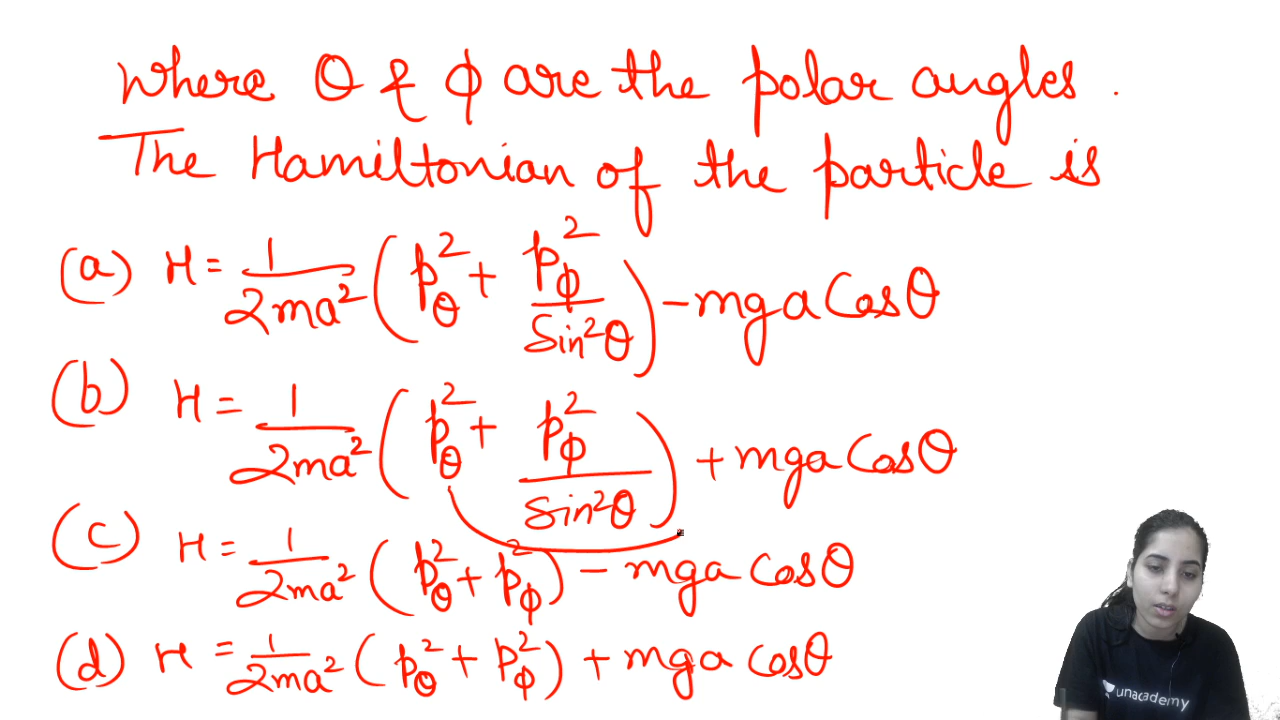 where θ & ϕ are the polar angles.
The Hamiltonian of the particle is
(a) H = 1/2ma² (p_θ² + p_ϕ²/Sin²θ) - mga Cosθ
(b) H = 1/2ma² (p_θ² + p_ϕ²/Sin²θ) + mga Cosθ
(c) H = 1/2ma² (p_θ² + p_ϕ²) - mga Cosθ
(d) H = 1/2ma² (p_θ² + p_ϕ²) + mga cosθ
unacademy